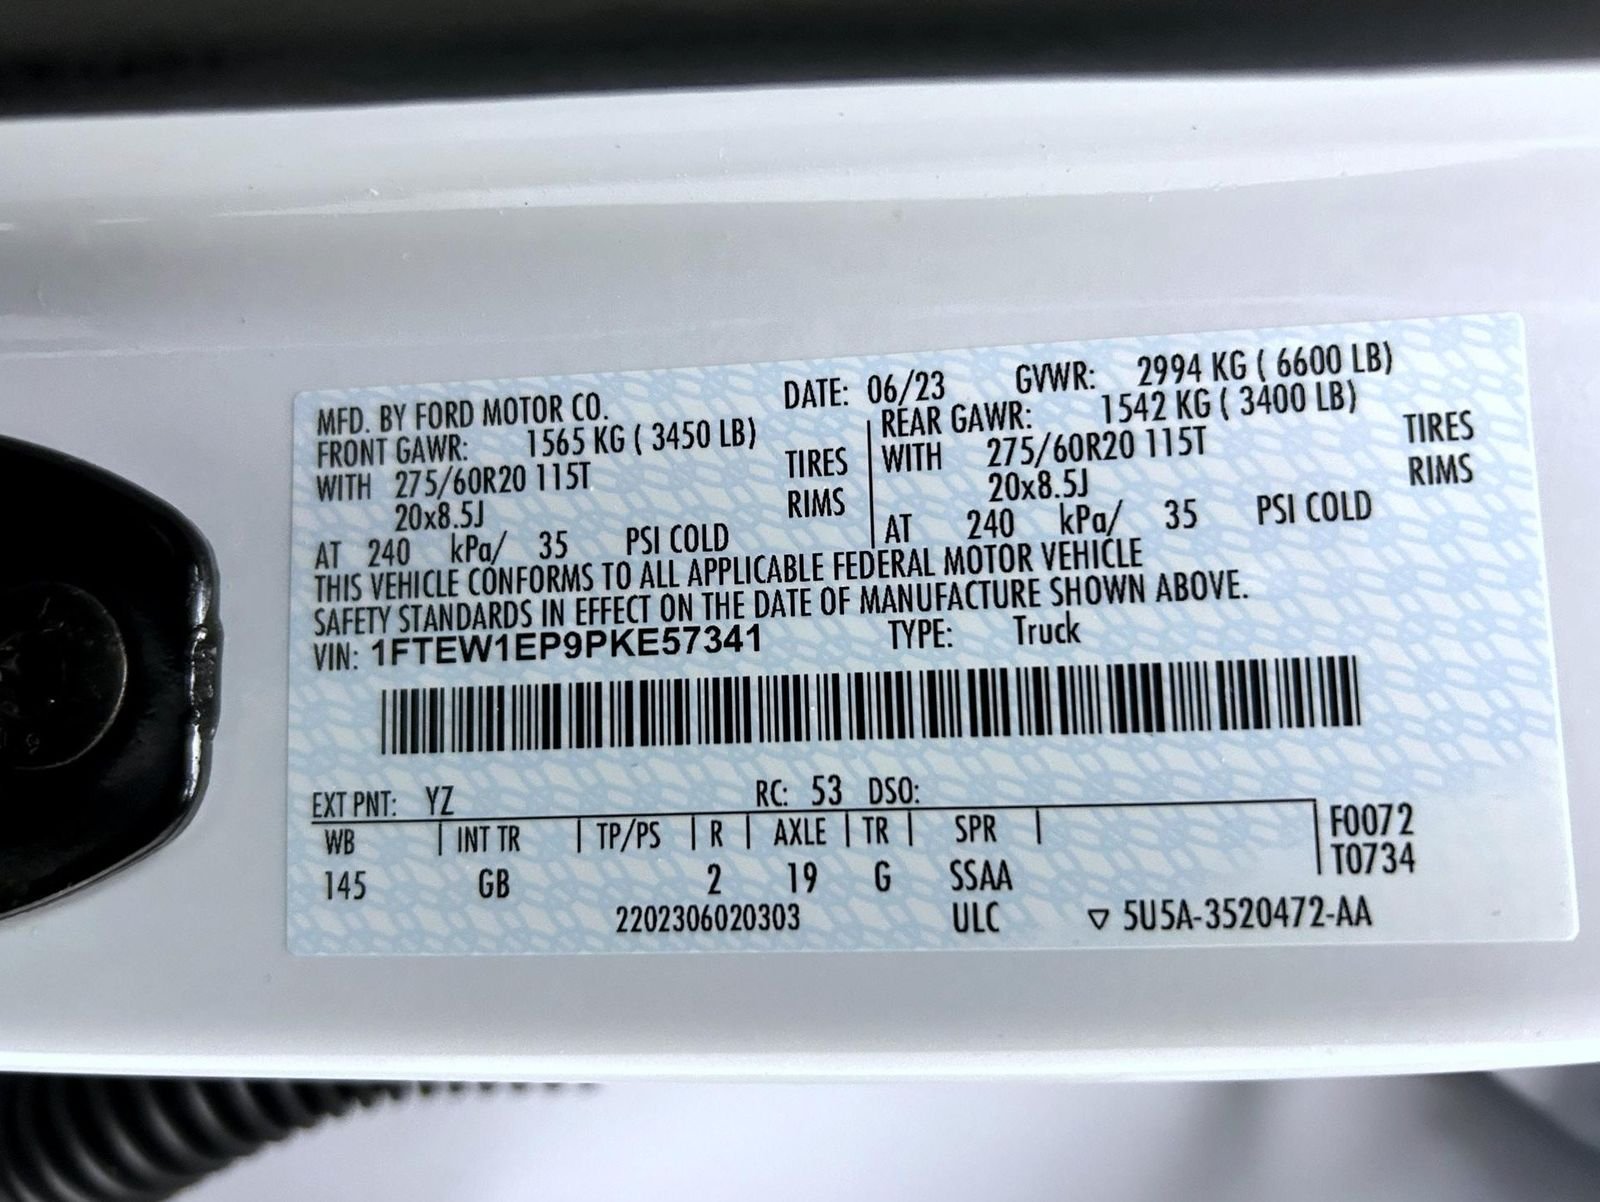 MFD. BY FORD MOTOR CO. DATE: 06/23 GVWR: 2994 KG ( 6600 LB)
FRONT GAWR: 1565 KG ( 3450 LB) REAR GAWR: 1542 KG ( 3400 LB)
WITH 275/60R20 115T TIRES WITH 275/60R20 115T TIRES
20x8.5J RIMS 20x8.5J RIMS
AT 240 kPa/ 35 PSI COLD AT 240 kPa/ 35 PSI COLD
THIS VEHICLE CONFORMS TO ALL APPLICABLE FEDERAL MOTOR VEHICLE
SAFETY STANDARDS IN EFFECT ON THE DATE OF MANUFACTURE SHOWN ABOVE.
VIN: 1FTEW1EP9PKE57341 TYPE: Truck
EXT PNT: YZ RC: 53 DSO:
WB INT TR TP/PS R AXLE TR SPR F0072
145 GB 2 19 G SSAA T0734
2202306020303 ULC ▽ 5U5A-3520472-AA